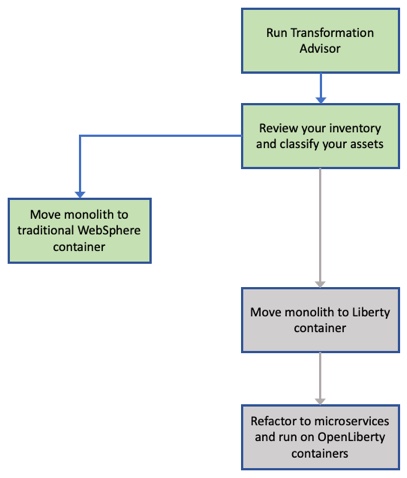 Run Transformation
Advisor
Review your inventory
and classify your assets
Move monolith to
traditional WebSphere
container
Move monolith to Liberty
container
Refactor to microservices
and run on OpenLiberty
containers